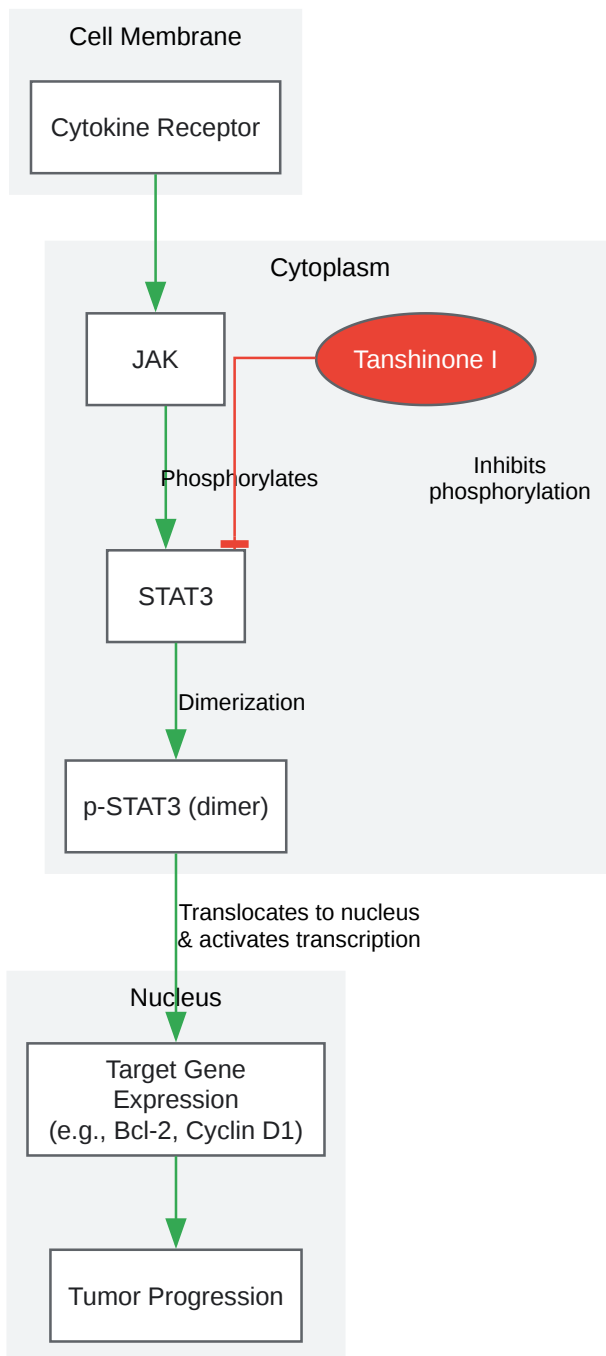 Cell Membrane
Cytokine Receptor
Cytoplasm
JAK
Tanshinone I
Phosphorylates
Inhibits
phosphorylation
STAT3
Dimerization
p-STAT3 (dimer)
Translocates to nucleus
& activates transcription
Nucleus
Target Gene
Expression
(e.g., Bcl-2, Cyclin D1)
Tumor Progression